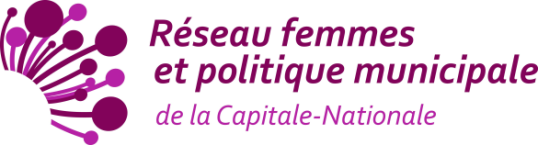 Réseau femmes
et politique municipale
de la Capitale-Nationale